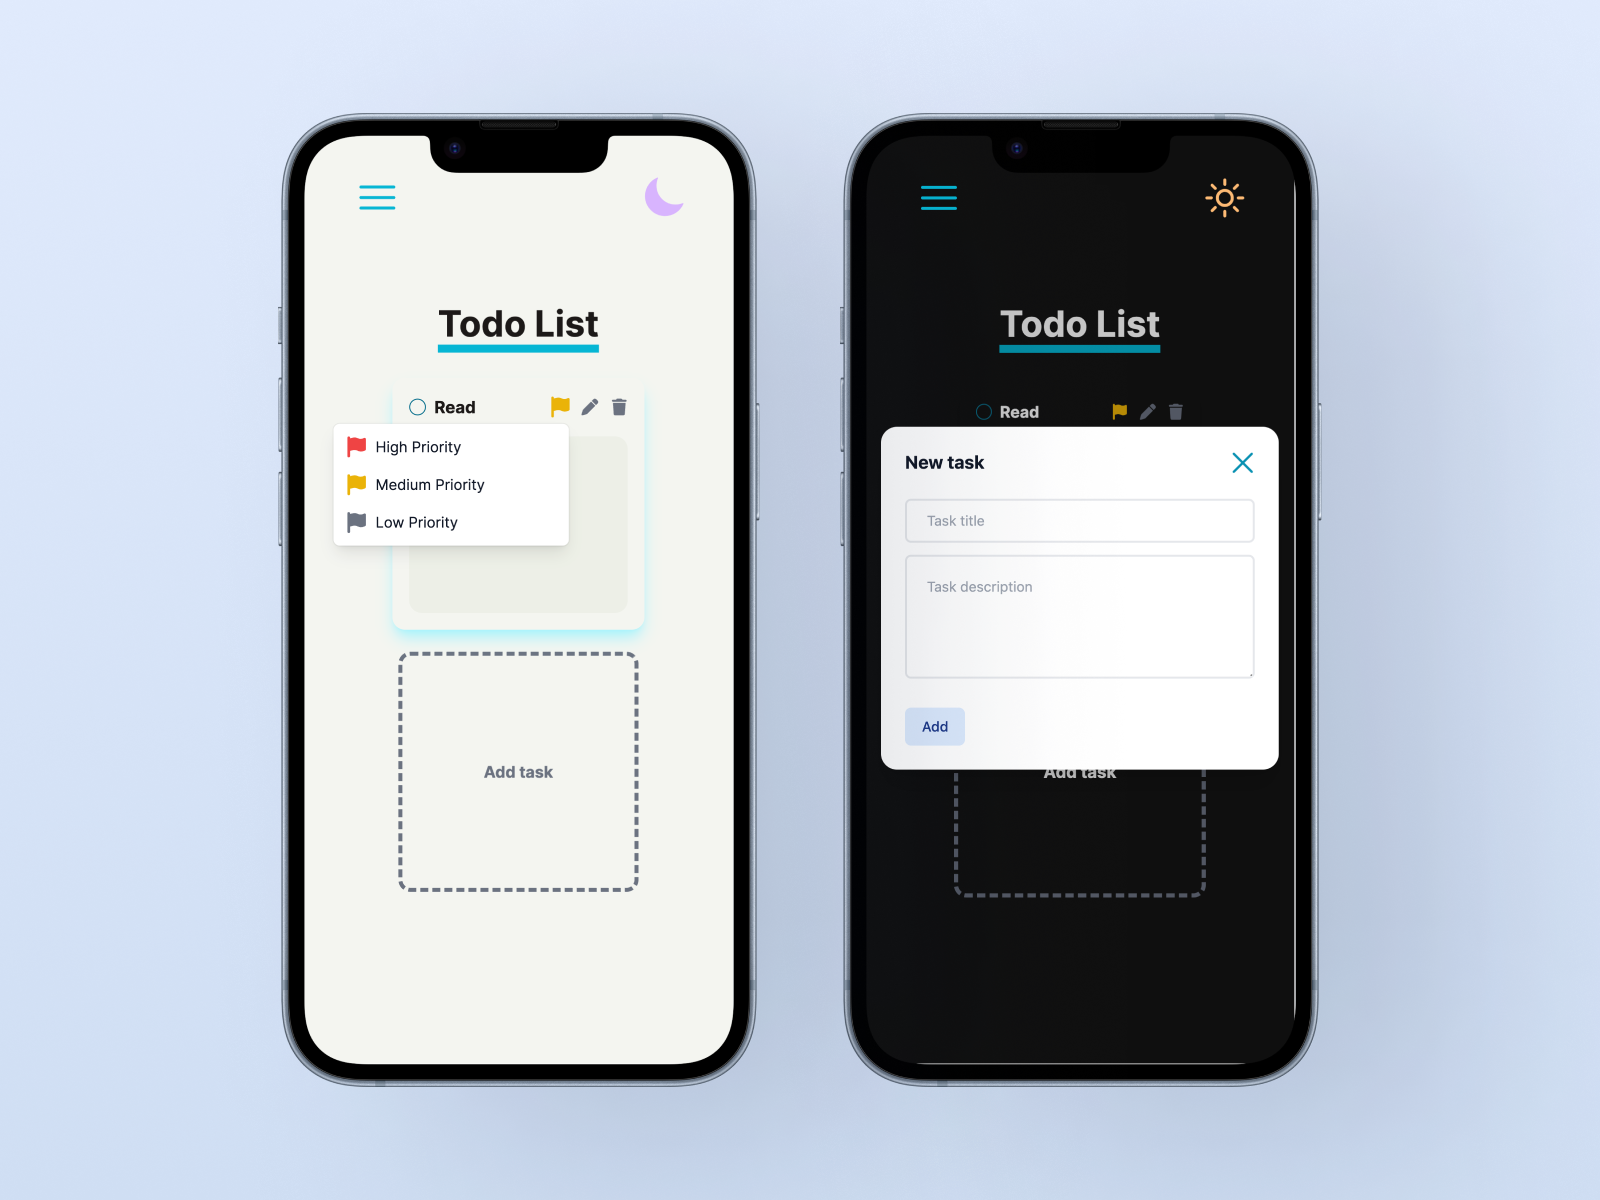 Todo List
Read
High Priority
Medium Priority
Low Priority
Add task
Todo List
Read
New task
Task title
Task description
Add
Add task